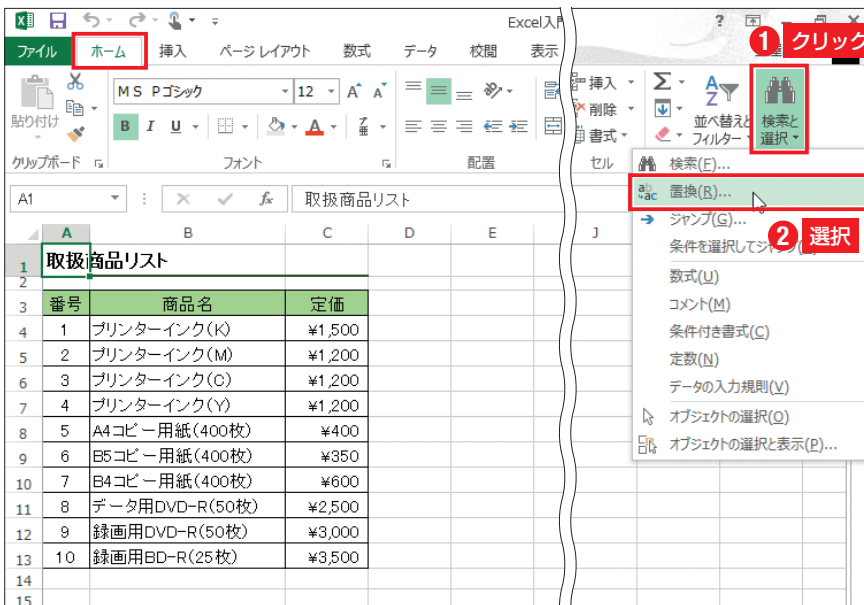 Excel入門
?
ファイル ホーム 挿入 ページ レイアウト 数式 データ 校閲 表示
1 クリック
MS Pゴシック 12 A A
B I U A
貼り付け
挿入
削除
書式
Σ
A
Z
並べ替えと
フィルター
検索と
選択
クリップボード フォント 配置 セル
A1 fx 取扱商品リスト
検索(F)...
ab
ac 置換(R)...
ジャンプ(G)...
2 選択
条件を選択してジャンプ
数式(U)
コメント(M)
条件付き書式(C)
定数(N)
データの入力規則(V)
オブジェクトの選択(O)
オブジェクトの選択と表示(P)...
A B C D E J
1 取扱商品リスト
2
3 番号 商品名 定価
4 1 プリンターインク(K) ¥1,500
5 2 プリンターインク(M) ¥1,200
6 3 プリンターインク(C) ¥1,200
7 4 プリンターインク(Y) ¥1,200
8 5 A4コピー用紙(400枚) ¥400
9 6 B5コピー用紙(400枚) ¥350
10 7 B4コピー用紙(400枚) ¥600
11 8 データ用DVD-R(50枚) ¥2,500
12 9 録画用DVD-R(50枚) ¥3,000
13 10 録画用BD-R(25枚) ¥3,500
14
15